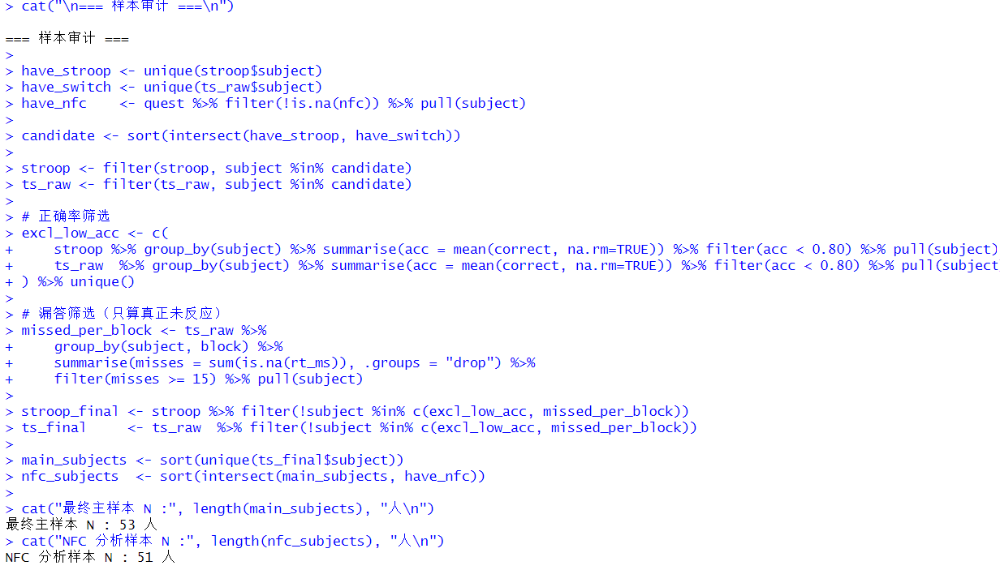 > cat("\n=== 样本审计 ===\n")
=== 样本审计 ===
>
> have_stroop <- unique(stroop$subject)
> have_switch <- unique(ts_raw$subject)
> have_nfc    <- quest %>% filter(!is.na(nfc)) %>% pull(subject)
>
> candidate <- sort(intersect(have_stroop, have_switch))
>
> stroop <- filter(stroop, subject %in% candidate)
> ts_raw <- filter(ts_raw, subject %in% candidate)
>
> # 正确率筛选
> excl_low_acc <- c(
+     stroop %>% group_by(subject) %>% summarise(acc = mean(correct, na.rm=TRUE)) %>% filter(acc < 0.80) %>% pull(subject)
+     ts_raw  %>% group_by(subject) %>% summarise(acc = mean(correct, na.rm=TRUE)) %>% filter(acc < 0.80) %>% pull(subject
+ ) %>% unique()
>
> # 漏答筛选（只算真正未反应）
> missed_per_block <- ts_raw %>%
+     group_by(subject, block) %>%
+     summarise(misses = sum(is.na(rt_ms)), .groups = "drop") %>%
+     filter(misses >= 15) %>% pull(subject)
>
> stroop_final <- stroop %>% filter(!subject %in% c(excl_low_acc, missed_per_block))
> ts_final     <- ts_raw  %>% filter(!subject %in% c(excl_low_acc, missed_per_block))
>
> main_subjects <- sort(unique(ts_final$subject))
> nfc_subjects  <- sort(intersect(main_subjects, have_nfc))
>
> cat("最终主样本 N :", length(main_subjects), "人\n")
最终主样本 N : 53 人
> cat("NFC 分析样本 N :", length(nfc_subjects), "人\n")
NFC 分析样本 N : 51 人